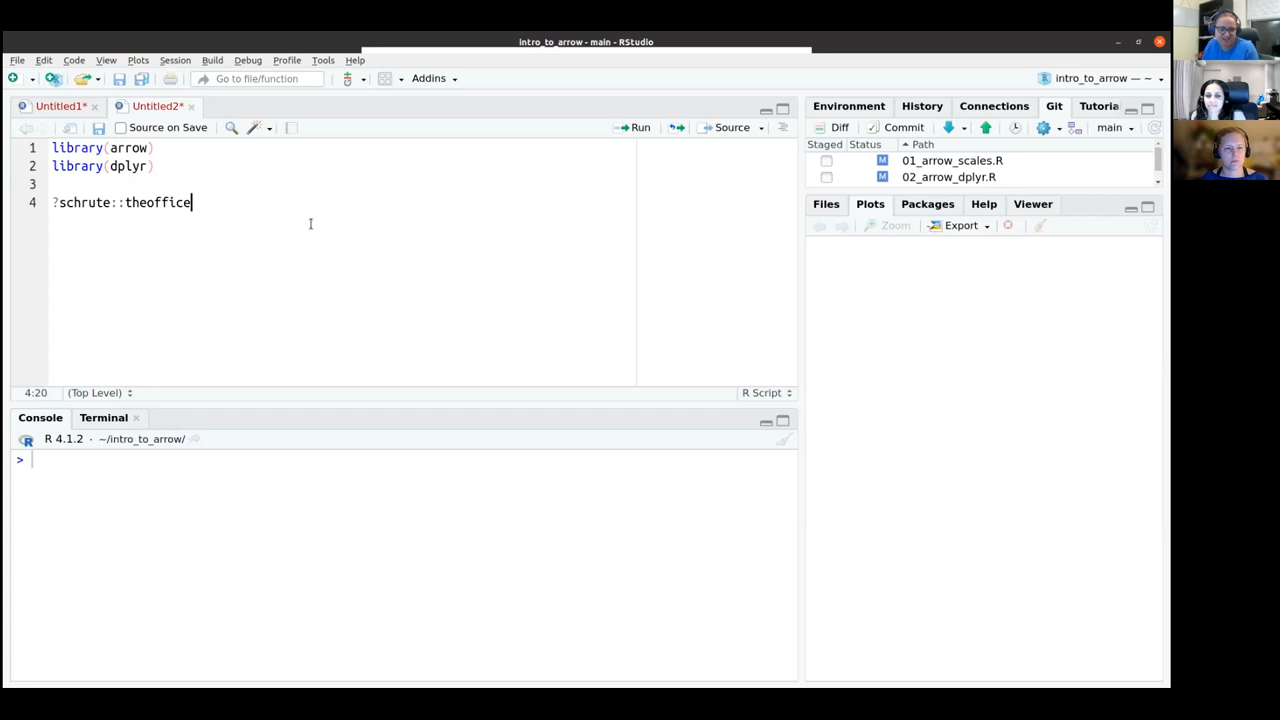 intro_to_arrow - main - RStudio
File Edit Code View Plots Session Build Debug Profile Tools Help
Go to file/function Addins intro_to_arrow — ~
Untitled1* Untitled2*
Source on Save Run Source
1 library(arrow)
2 library(dplyr)
3
4 ?schrute::theoffice
4:20 (Top Level) R Script
Console Terminal
R 4.1.2 · ~/intro_to_arrow/
>
Environment History Connections Git Tutoria
Diff Commit main
Staged Status Path
M 01_arrow_scales.R
M 02_arrow_dplyr.R
Files Plots Packages Help Viewer
Zoom Export